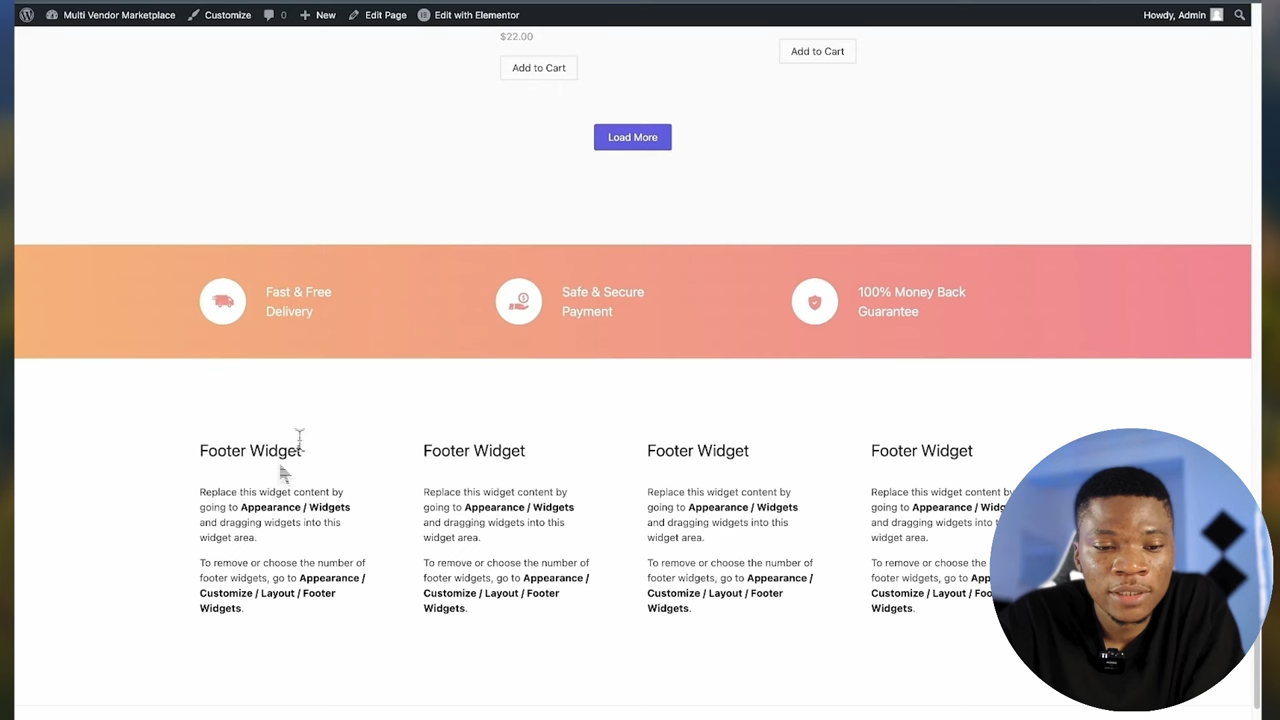 Multi Vendor Marketplace Customize 0 New Edit Page Edit with Elementor Howdy, Admin
$22.00
Add to Cart
Add to Cart
Load More
Fast & Free
Delivery
Safe & Secure
Payment
100% Money Back
Guarantee
Footer Widget
Replace this widget content by
going to Appearance / Widgets
and dragging widgets into this
widget area.
To remove or choose the number of
footer widgets, go to Appearance /
Customize / Layout / Footer
Widgets.
Footer Widget
Replace this widget content by
going to Appearance / Widgets
and dragging widgets into this
widget area.
To remove or choose the number of
footer widgets, go to Appearance /
Customize / Layout / Footer
Widgets.
Footer Widget
Replace this widget content by
going to Appearance / Widgets
and dragging widgets into this
widget area.
To remove or choose the number of
footer widgets, go to Appearance /
Customize / Layout / Footer
Widgets.
Footer Widget
Replace this widget content by
going to Appearance /
and dragging widgets into
widget area.
To remove or choose the
footer widgets, go to
Customize / Layout /
Widgets.